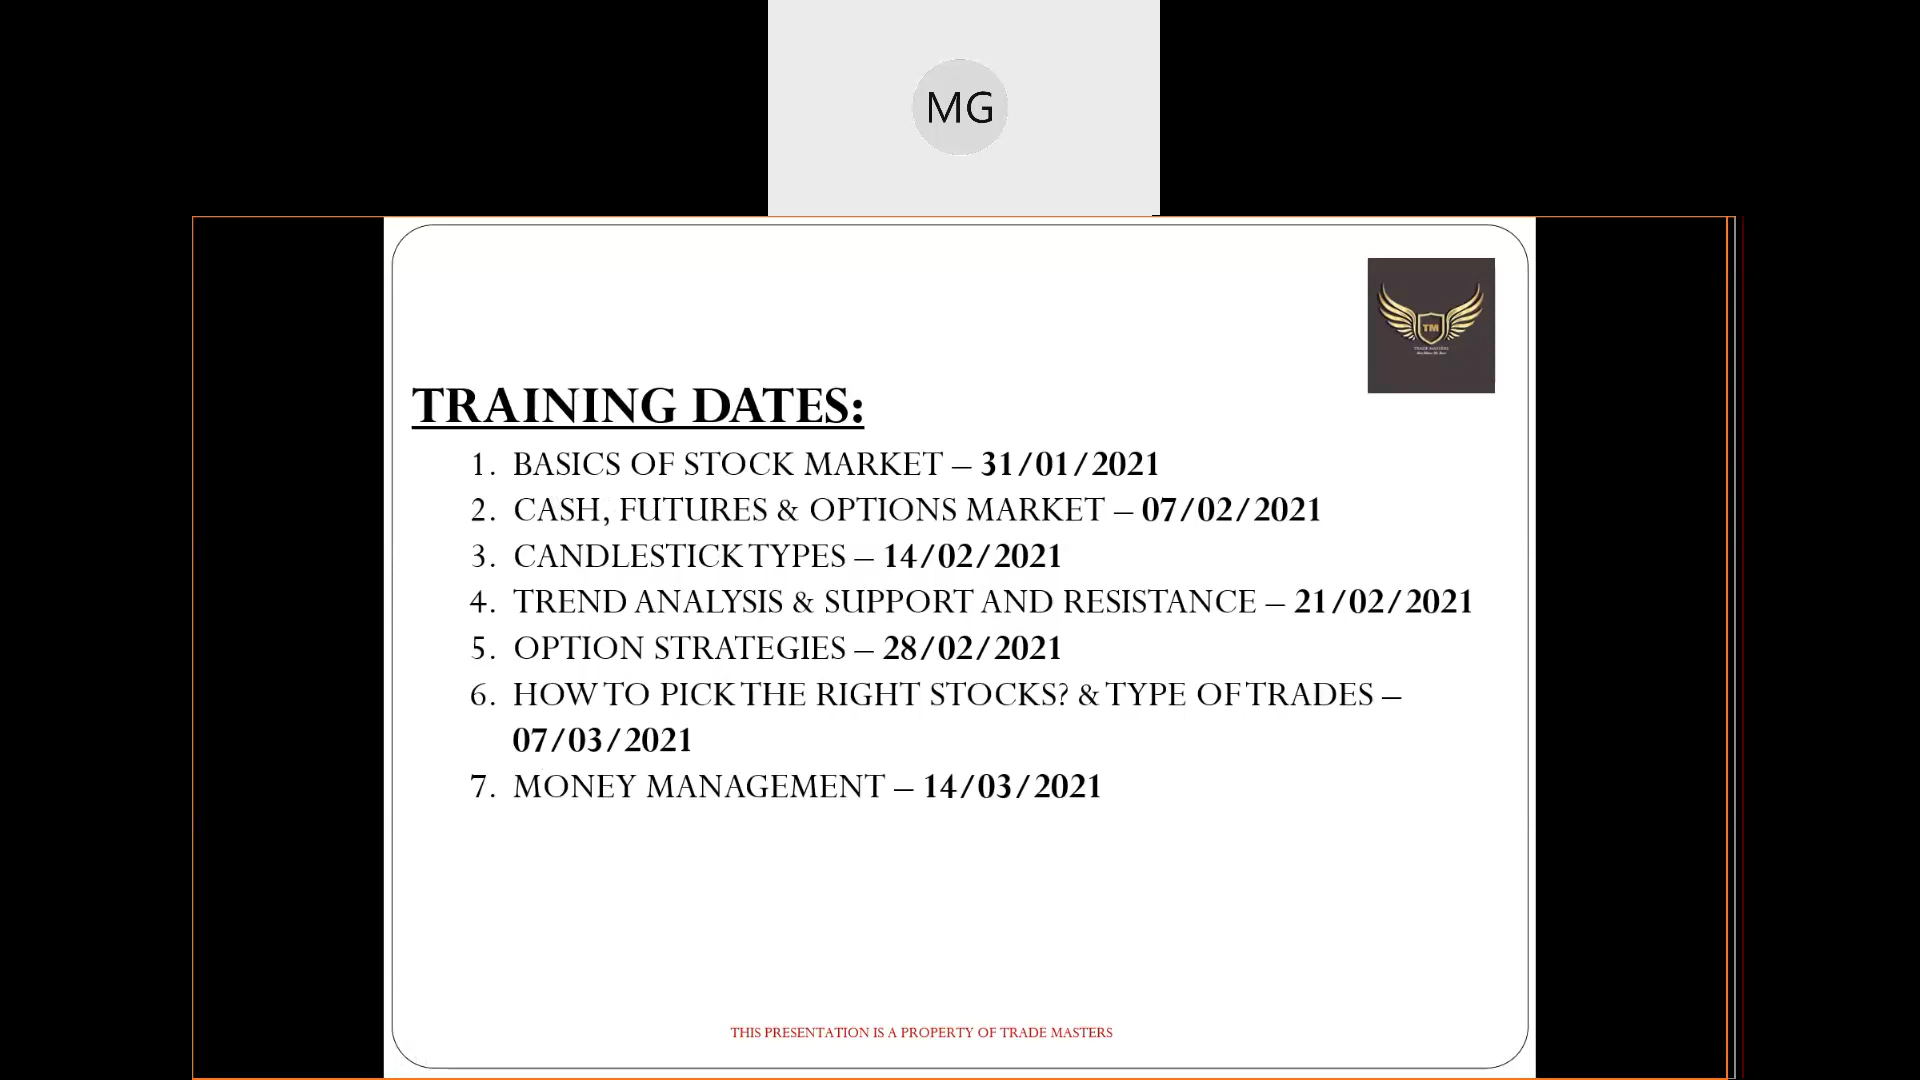 MG
TM
TRADE MASTERS
TRAINING DATES:
1. BASICS OF STOCK MARKET – 31/01/2021
2. CASH, FUTURES & OPTIONS MARKET – 07/02/2021
3. CANDLESTICK TYPES – 14/02/2021
4. TREND ANALYSIS & SUPPORT AND RESISTANCE – 21/02/2021
5. OPTION STRATEGIES – 28/02/2021
6. HOW TO PICK THE RIGHT STOCKS? & TYPE OF TRADES –
07/03/2021
7. MONEY MANAGEMENT – 14/03/2021
THIS PRESENTATION IS A PROPERTY OF TRADE MASTERS